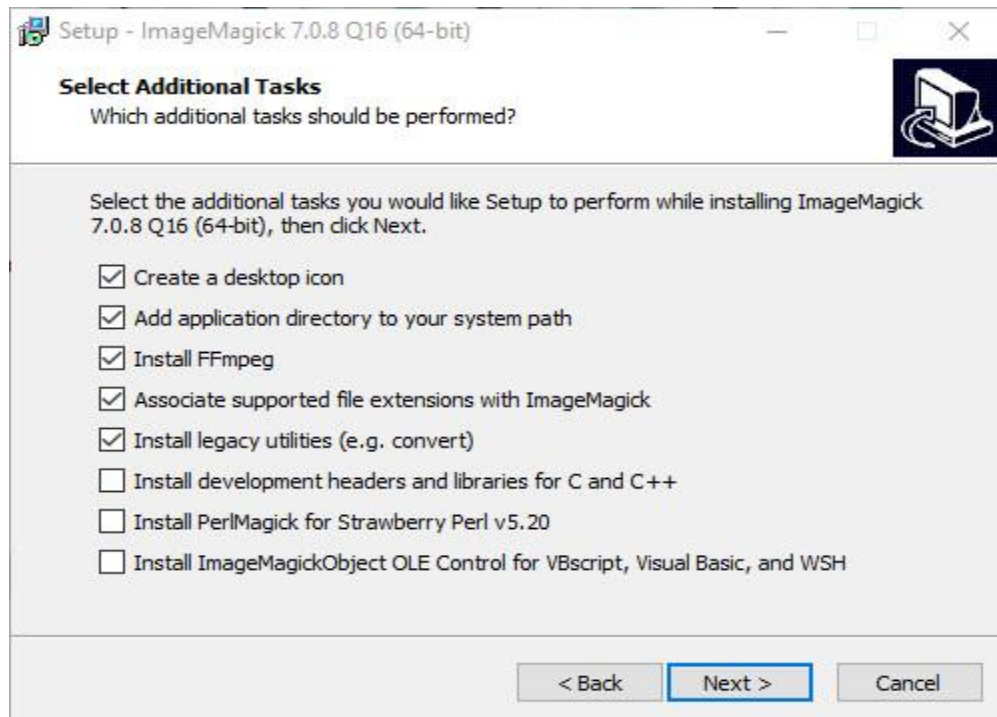 Setup - ImageMagick 7.0.8 Q16 (64-bit)
Select Additional Tasks
Which additional tasks should be performed?
Select the additional tasks you would like Setup to perform while installing ImageMagick
7.0.8 Q16 (64-bit), then click Next.
Create a desktop icon
Add application directory to your system path
Install FFmpeg
Associate supported file extensions with ImageMagick
Install legacy utilities (e.g. convert)
Install development headers and libraries for C and C++
Install PerlMagick for Strawberry Perl v5.20
Install ImageMagickObject OLE Control for VBscript, Visual Basic, and WSH
< Back Next > Cancel